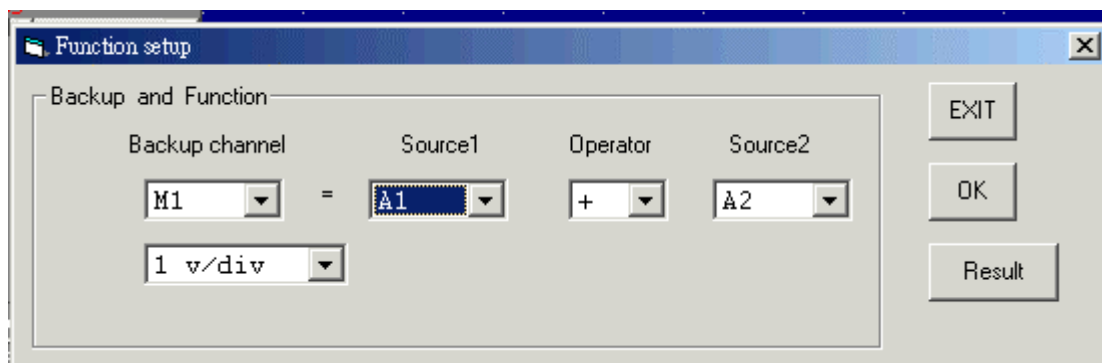 Function setup
Backup and Function
EXIT
Backup channel Source1 Operator Source2
M1 = A1 + A2
OK
1 v/div
Result